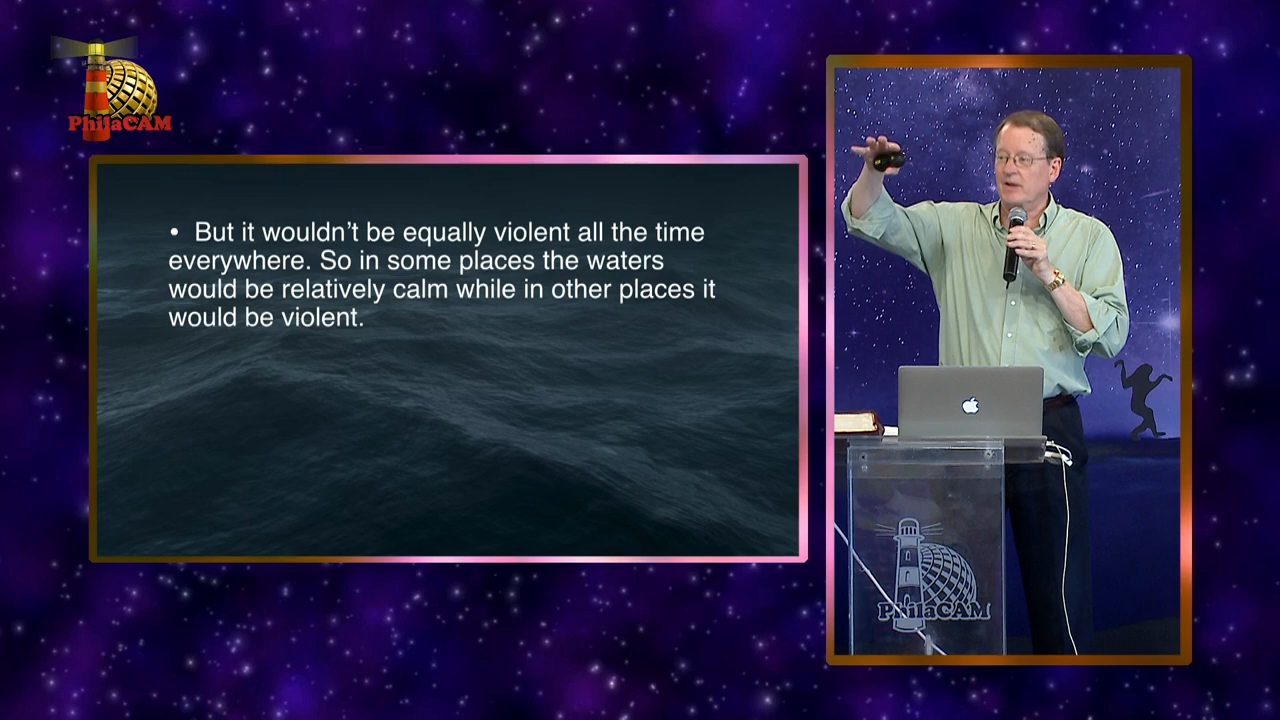 PhilaCAM
• But it wouldn’t be equally violent all the time
everywhere. So in some places the waters
would be relatively calm while in other places it
would be violent.
PhilaCAM